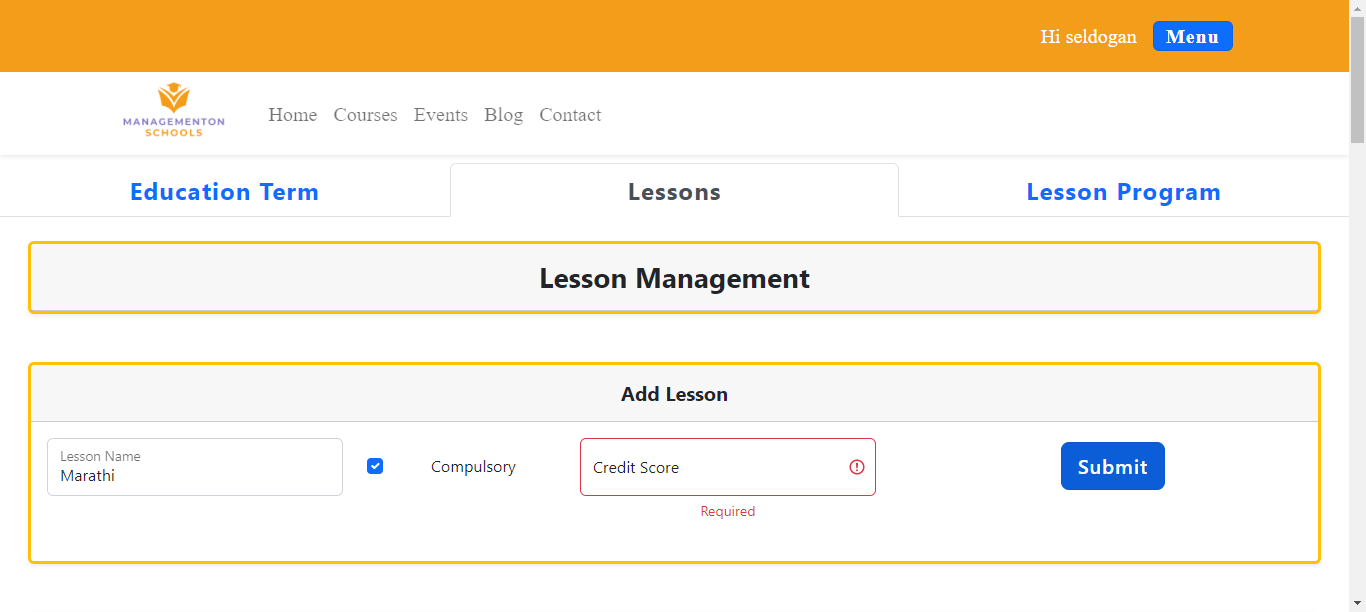 Hi seldogan Menu
MANAGEMENTON
SCHOOLS
Home Courses Events Blog Contact
Education Term Lessons Lesson Program
Lesson Management
Add Lesson
Lesson Name
Marathi
Compulsory
Credit Score
Submit
Required